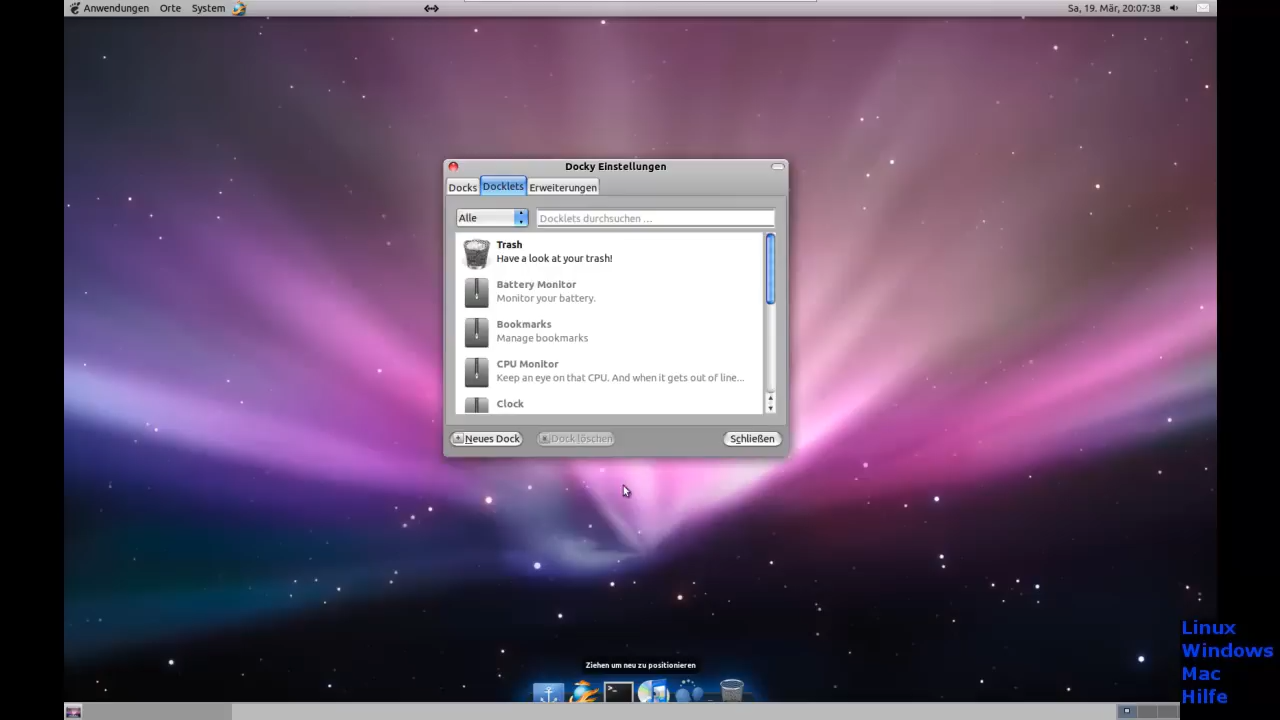 Anwendungen Orte System
Sa, 19. Mär, 20:07:38
Docky Einstellungen
Docks Docklets Erweiterungen
Alle
Docklets durchsuchen ...
Trash
Have a look at your trash!
Battery Monitor
Monitor your battery.
Bookmarks
Manage bookmarks
CPU Monitor
Keep an eye on that CPU. And when it gets out of line...
Clock
Neues Dock
Dock löschen
Schließen
Ziehen um neu zu positionieren
Linux
Windows
Mac
Hilfe